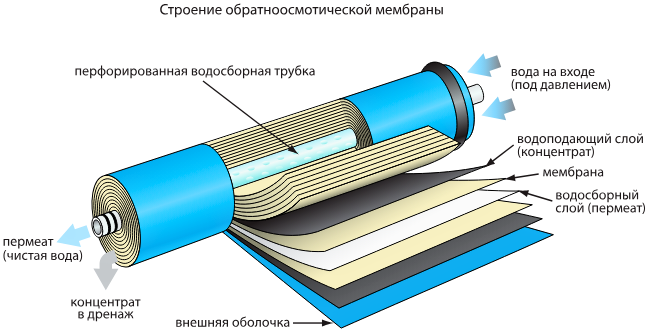 Строение обратноосмотической мембраны
перфорированная водосборная трубка
вода на входе
(под давлением)
водоподающий слой
(концентрат)
мембрана
водосборный
слой (пермеат)
пермеат
(чистая вода)
концентрат
в дренаж
внешняя оболочка